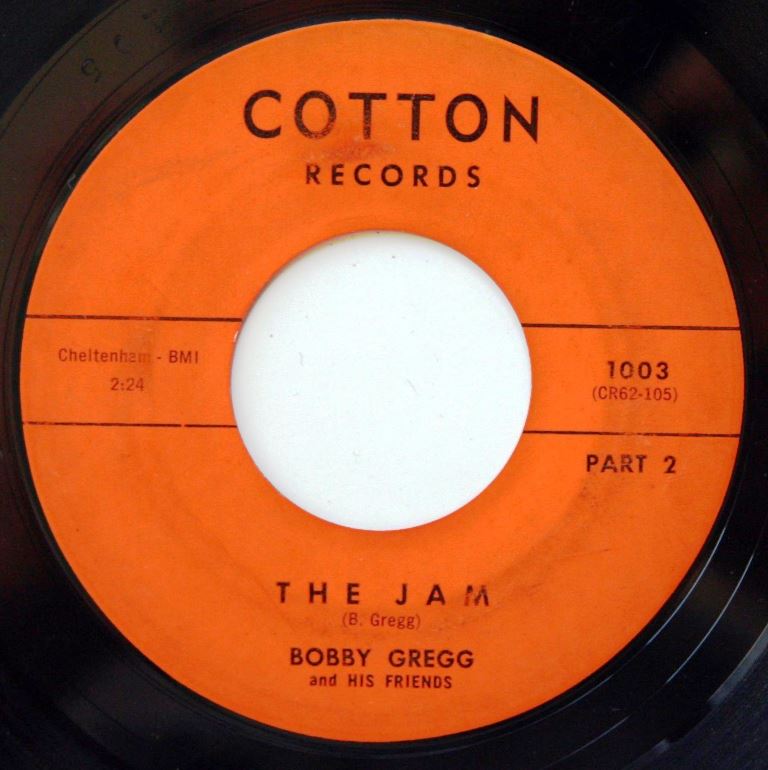 COTTON
RECORDS
Cheltenham - BMI
2:24
1003
(CR62-105)
PART 2
THE JAM
(B. Gregg)
BOBBY GREGG
and HIS FRIENDS